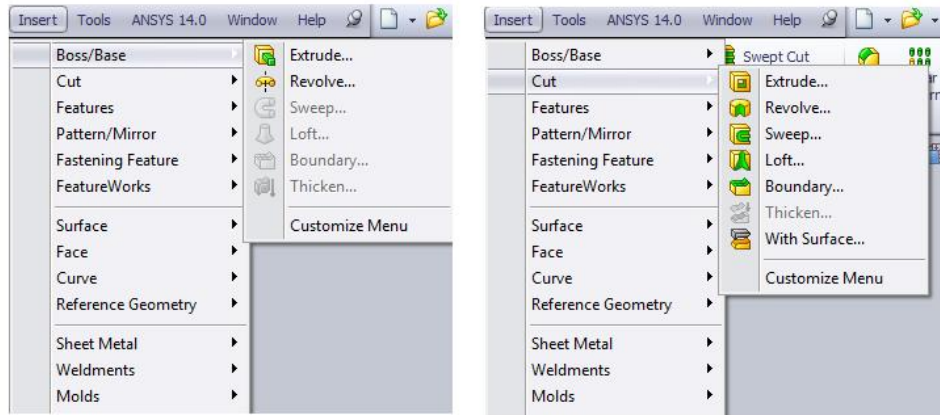 Insert Tools ANSYS 14.0 Window Help
Boss/Base
Cut
Features
Pattern/Mirror
Fastening Feature
FeatureWorks
Surface
Face
Curve
Reference Geometry
Sheet Metal
Weldments
Molds
Extrude...
Revolve...
Sweep...
Loft...
Boundary...
Thicken...
Customize Menu
Insert Tools ANSYS 14.0 Window Help
Swept Cut
Boss/Base
Cut
Features
Pattern/Mirror
Fastening Feature
FeatureWorks
Surface
Face
Curve
Reference Geometry
Sheet Metal
Weldments
Molds
Extrude...
Revolve...
Sweep...
Loft...
Boundary...
Thicken...
With Surface...
Customize Menu